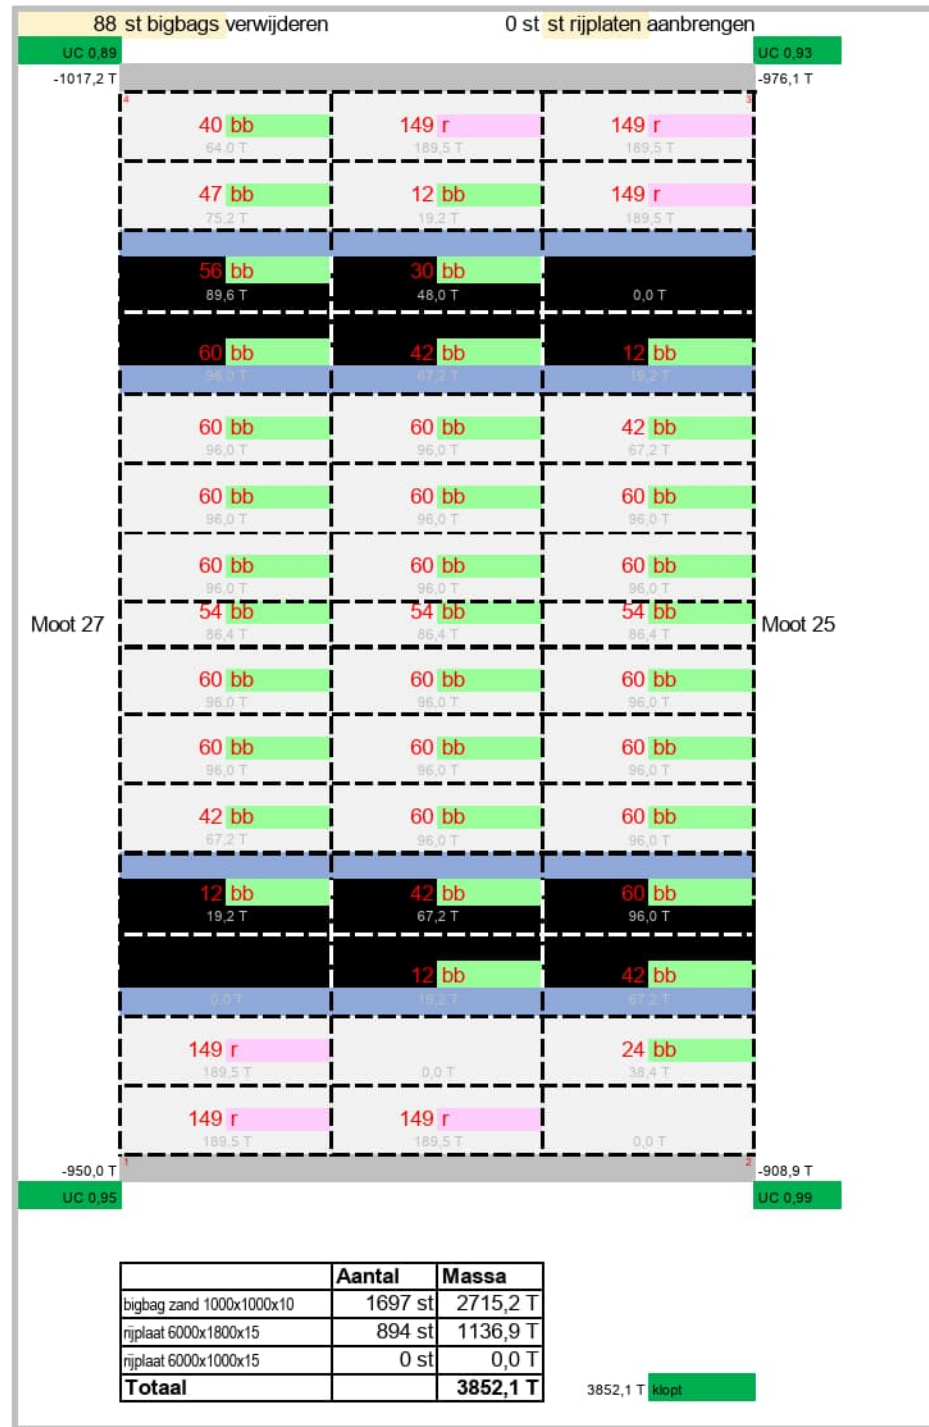 88 st bigbags verwijderen 0 st st rijplaten aanbrengen
UC 0,89 UC 0,93
-1017,2 T -976,1 T
4 3
40 bb 149 r 149 r
64,0 T 189,5 T 189,5 T
47 bb 12 bb 149 r
75,2 T 19,2 T 189,5 T
56 bb 30 bb
89,6 T 48,0 T 0,0 T
60 bb 42 bb 12 bb
96,0 T 67,2 T 19,2 T
60 bb 60 bb 42 bb
96,0 T 96,0 T 67,2 T
60 bb 60 bb 60 bb
96,0 T 96,0 T 96,0 T
60 bb 60 bb 60 bb
96,0 T 96,0 T 96,0 T
54 bb 54 bb 54 bb
Moot 27 Moot 25
86,4 T 86,4 T 86,4 T
60 bb 60 bb 60 bb
96,0 T 96,0 T 96,0 T
60 bb 60 bb 60 bb
96,0 T 96,0 T 96,0 T
42 bb 60 bb 60 bb
67,2 T 96,0 T 96,0 T
12 bb 42 bb 60 bb
19,2 T 67,2 T 96,0 T
12 bb 42 bb
0,0 T 19,2 T 67,2 T
149 r 24 bb
189,5 T 0,0 T 38,4 T
149 r 149 r
189,5 T 189,5 T 0,0 T
1 2
-950,0 T -908,9 T
UC 0,95 UC 0,99
Aantal Massa
bigbag zand 1000x1000x10 1697 st 2715,2 T
rijplaat 6000x1800x15 894 st 1136,9 T
rijplaat 6000x1000x15 0 st 0,0 T
Totaal 3852,1 T 3852,1 T klopt